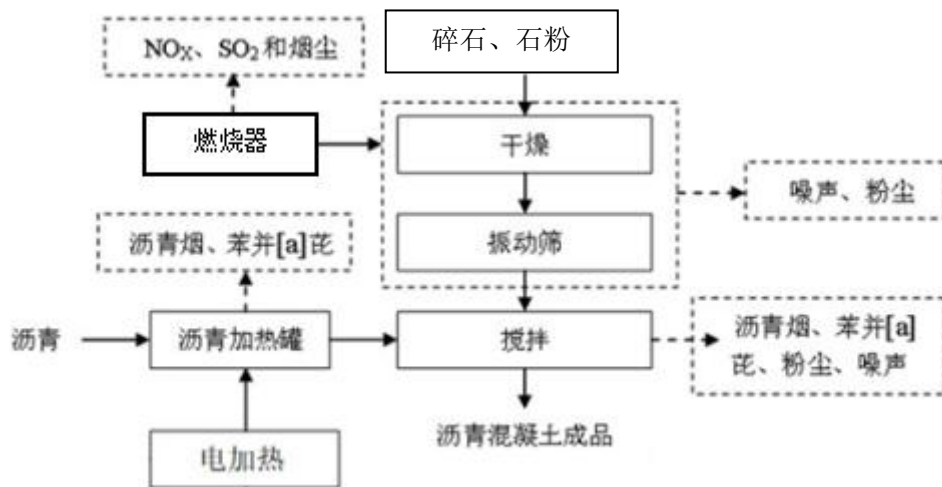 NOX、SO2和烟尘
碎石、石粉
燃烧器
干燥
噪声、粉尘
沥青烟、苯并[a]芘
振动筛
沥青
沥青加热罐
搅拌
沥青烟、苯并[a]
芘、粉尘、噪声
电加热
沥青混凝土成品